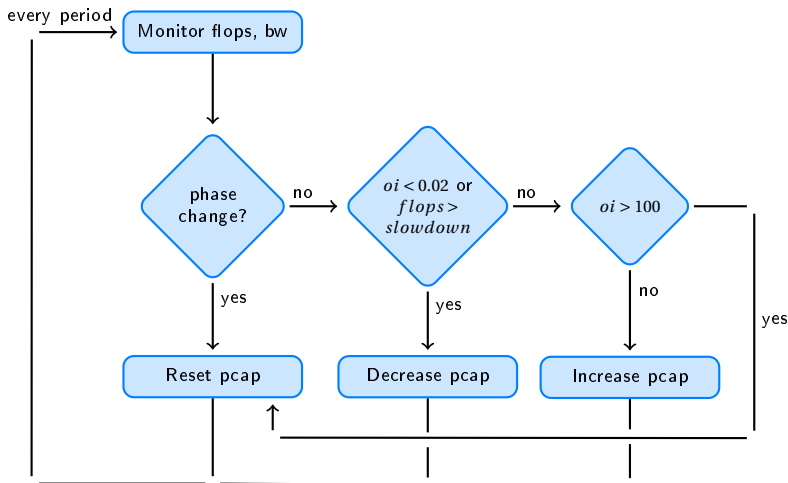 every period
Monitor flops, bw
phase
change?
no
oi < 0.02 or
flops >
slowdown
no
oi > 100
yes
yes
no
yes
Reset pcap
Decrease pcap
Increase pcap